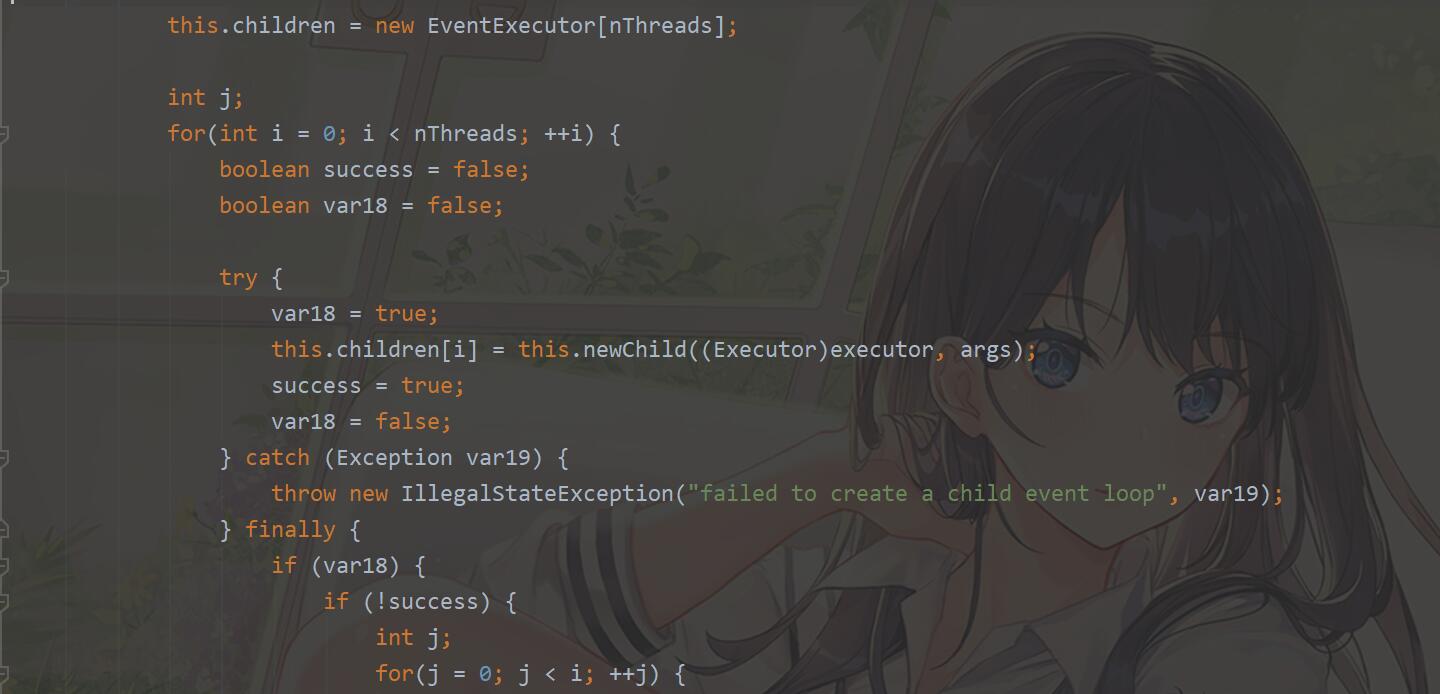 this.children = new EventExecutor[nThreads];
int j;
for(int i = 0; i < nThreads; ++i) {
boolean success = false;
boolean var18 = false;
try {
var18 = true;
this.children[i] = this.newChild((Executor)executor, args);
success = true;
var18 = false;
} catch (Exception var19) {
throw new IllegalStateException("failed to create a child event loop", var19);
} finally {
if (var18) {
if (!success) {
int j;
for(j = 0; j < i; ++j) {